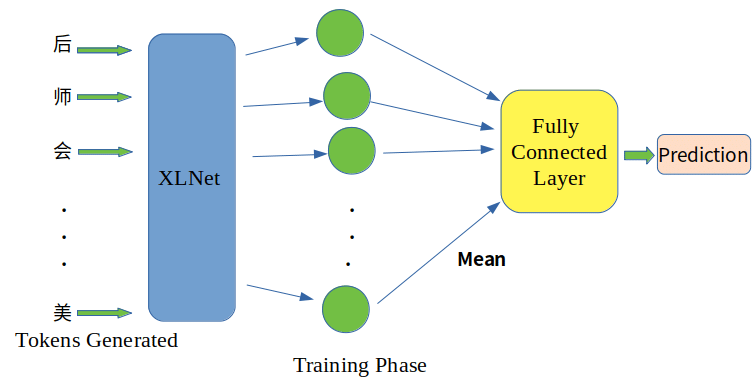 后
师
会
美
XLNet
Fully
Connected
Layer
Prediction
Mean
Tokens Generated
Training Phase